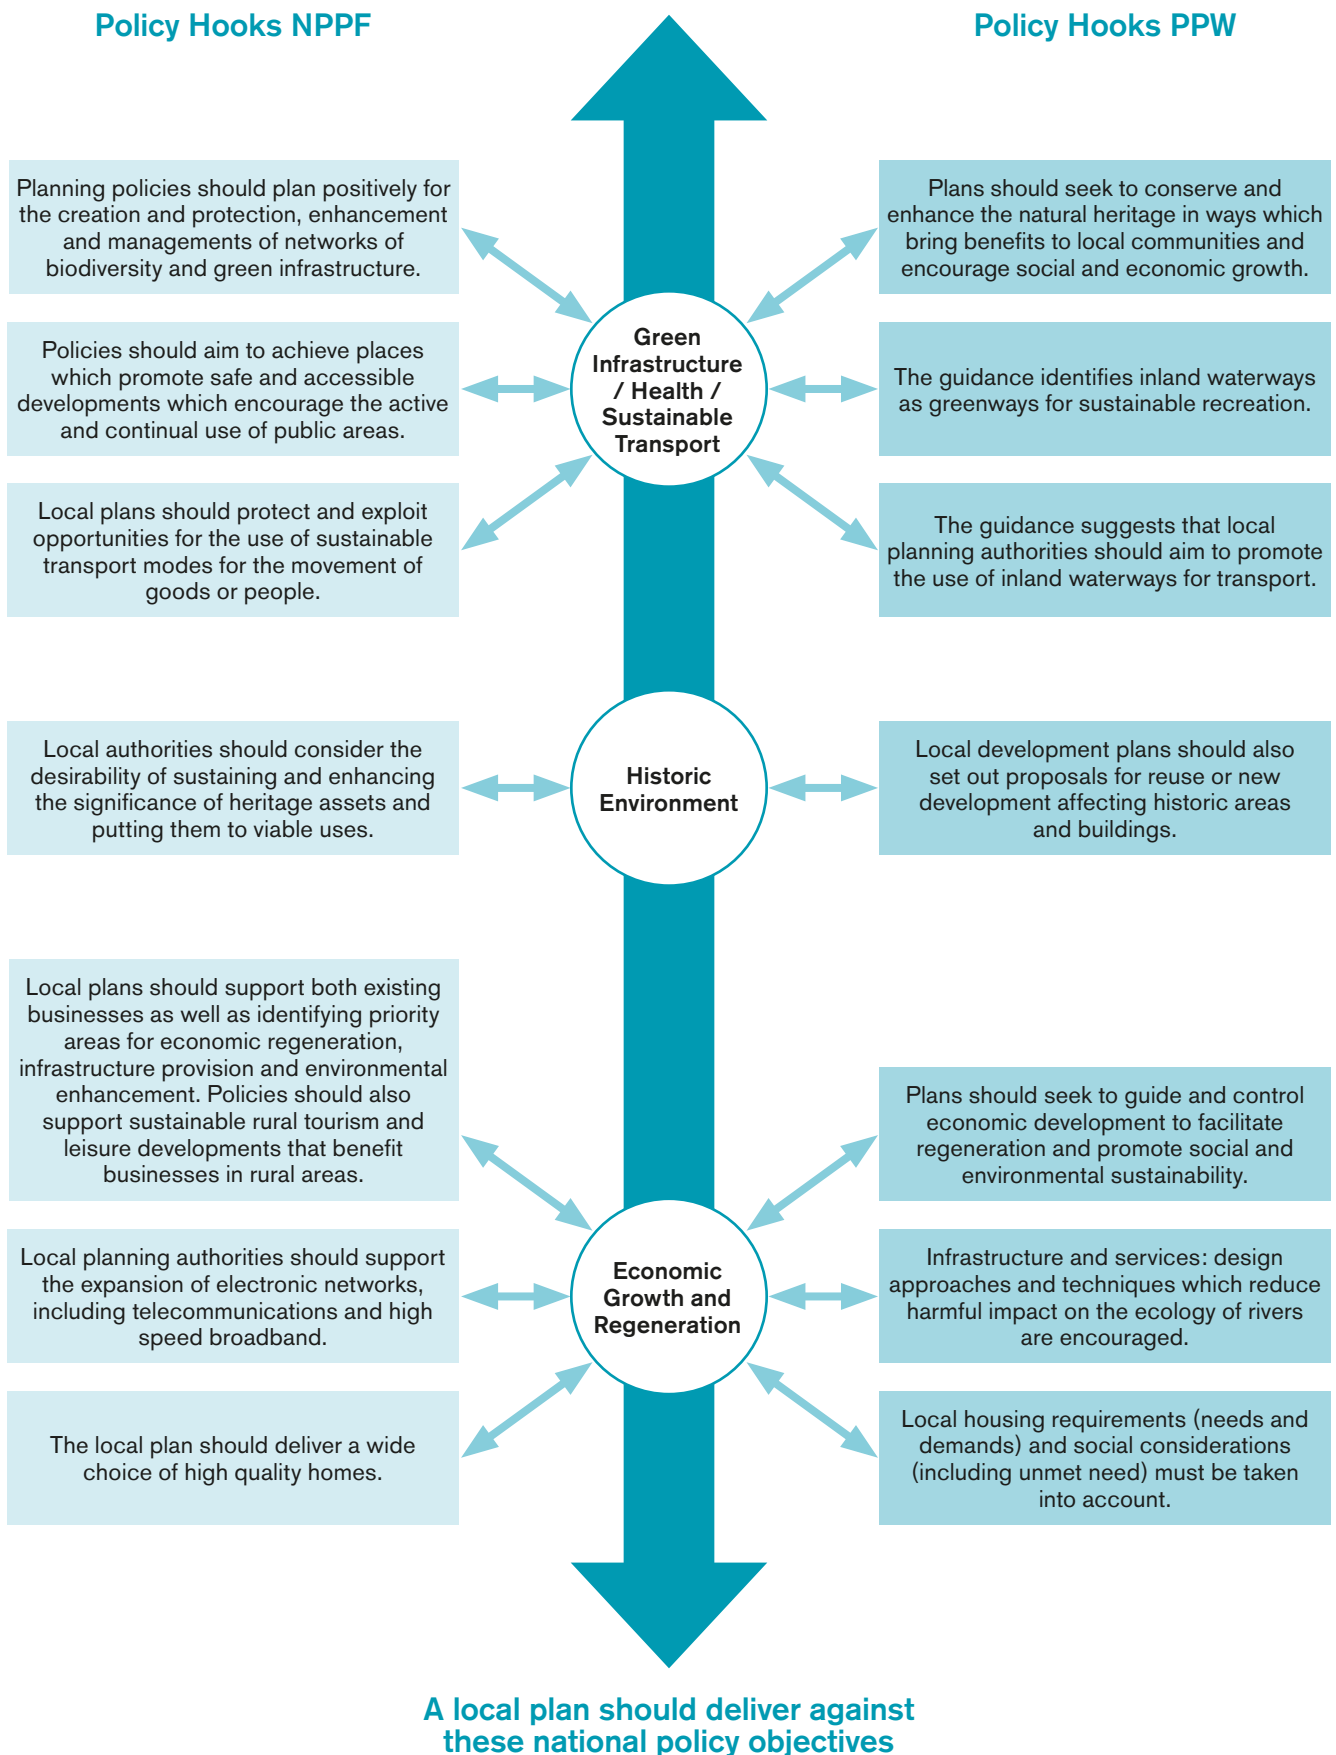 Policy Hooks NPPF
Policy Hooks PPW
Planning policies should plan positively for
the creation and protection, enhancement
and managements of networks of
biodiversity and green infrastructure.
Policies should aim to achieve places
which promote safe and accessible
developments which encourage the active
and continual use of public areas.
Local plans should protect and exploit
opportunities for the use of sustainable
transport modes for the movement of
goods or people.
Green
Infrastructure
/ Health /
Sustainable
Transport
Plans should seek to conserve and
enhance the natural heritage in ways which
bring benefits to local communities and
encourage social and economic growth.
The guidance identifies inland waterways
as greenways for sustainable recreation.
The guidance suggests that local
planning authorities should aim to promote
the use of inland waterways for transport.
Local authorities should consider the
desirability of sustaining and enhancing
the significance of heritage assets and
putting them to viable uses.
Historic
Environment
Local development plans should also
set out proposals for reuse or new
development affecting historic areas
and buildings.
Local plans should support both existing
businesses as well as identifying priority
areas for economic regeneration,
infrastructure provision and environmental
enhancement. Policies should also
support sustainable rural tourism and
leisure developments that benefit
businesses in rural areas.
Local planning authorities should support
the expansion of electronic networks,
including telecommunications and high
speed broadband.
The local plan should deliver a wide
choice of high quality homes.
Economic
Growth and
Regeneration
Plans should seek to guide and control
economic development to facilitate
regeneration and promote social and
environmental sustainability.
Infrastructure and services: design
approaches and techniques which reduce
harmful impact on the ecology of rivers
are encouraged.
Local housing requirements (needs and
demands) and social considerations
(including unmet need) must be taken
into account.
A local plan should deliver against
these national policy objectives